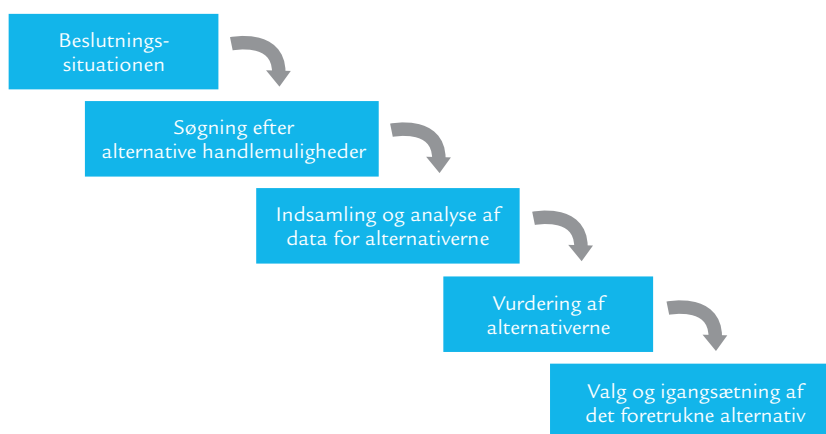 Beslutnings-
situationen
Søgning efter
alternative handlemuligheder
Indsamling og analyse af
data for alternativerne
Vurdering af
alternativerne
Valg og igangsætning af
det foretrukne alternativ